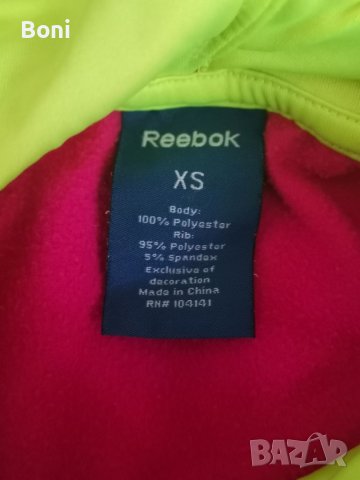 Boni
Reebok
XS
Body:
100% Polyester
Rib:
95% Polyester
5% Spandex
Exclusive of
decoration
Made in China
RN# 104141
BAZAR